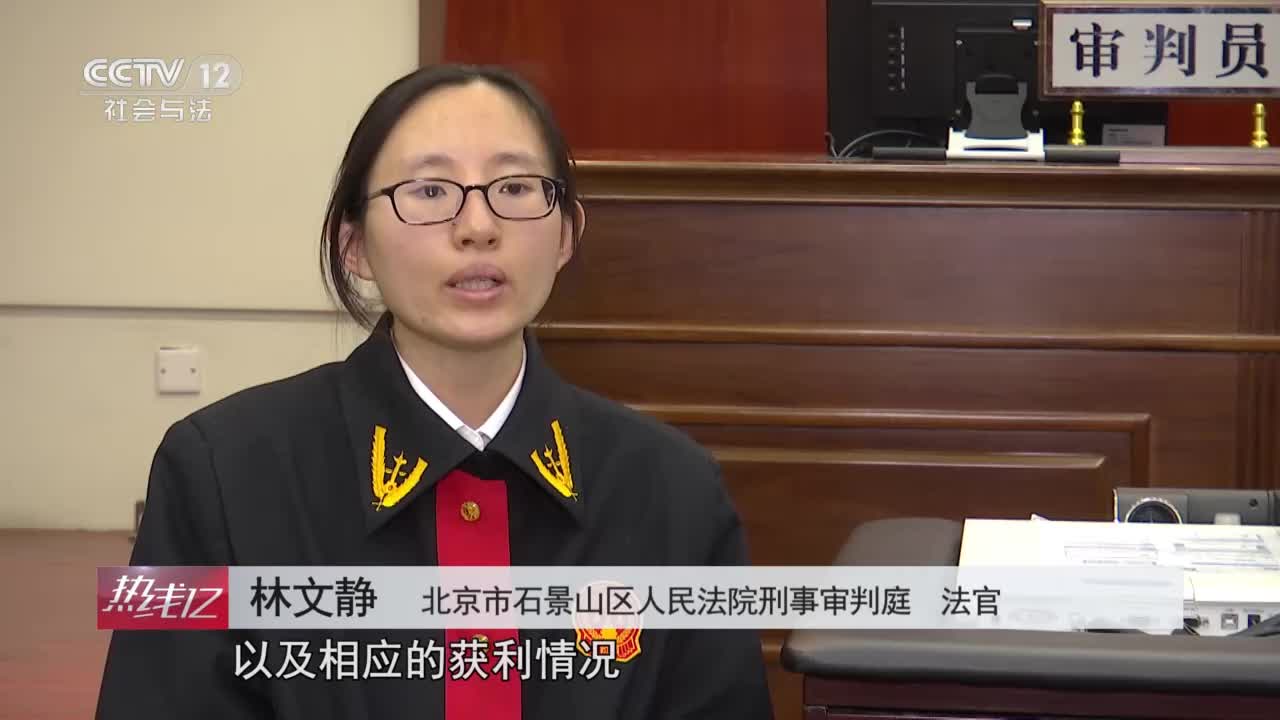 CCTV 12
社会与法
审判员
热线12
林文静 北京市石景山区人民法院刑事审判庭 法官
以及相应的获利情况